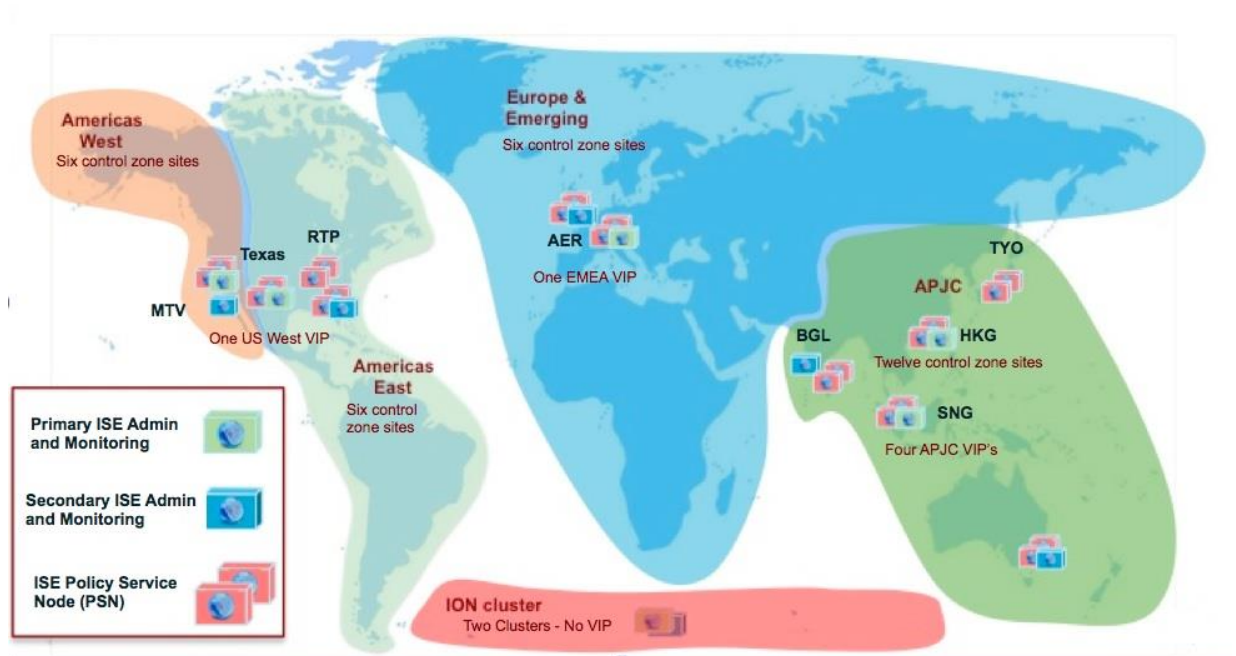 Americas
West
Six control zone sites
Europe &
Emerging
Six control zone sites
RTP
Texas
AER
TYO
APJC
MTV
One EMEA VIP
One US West VIP
BGL
HKG
Twelve control zone sites
Americas
East
Six control
zone sites
SNG
Four APJC VIP's
Primary ISE Admin
and Monitoring
Secondary ISE Admin
and Monitoring
ISE Policy Service
Node (PSN)
ION cluster
Two Clusters - No VIP